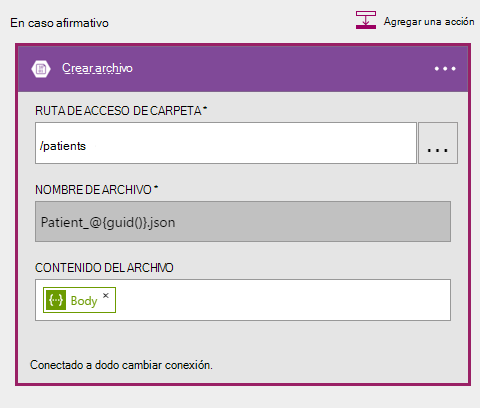 En caso afirmativo
Agregar una acción
Crear archivo
RUTA DE ACCESO DE CARPETA *
/patients
...
NOMBRE DE ARCHIVO *
Patient_@{guid()}.json
CONTENIDO DEL ARCHIVO
Body ×
Conectado a dodo cambiar conexión.